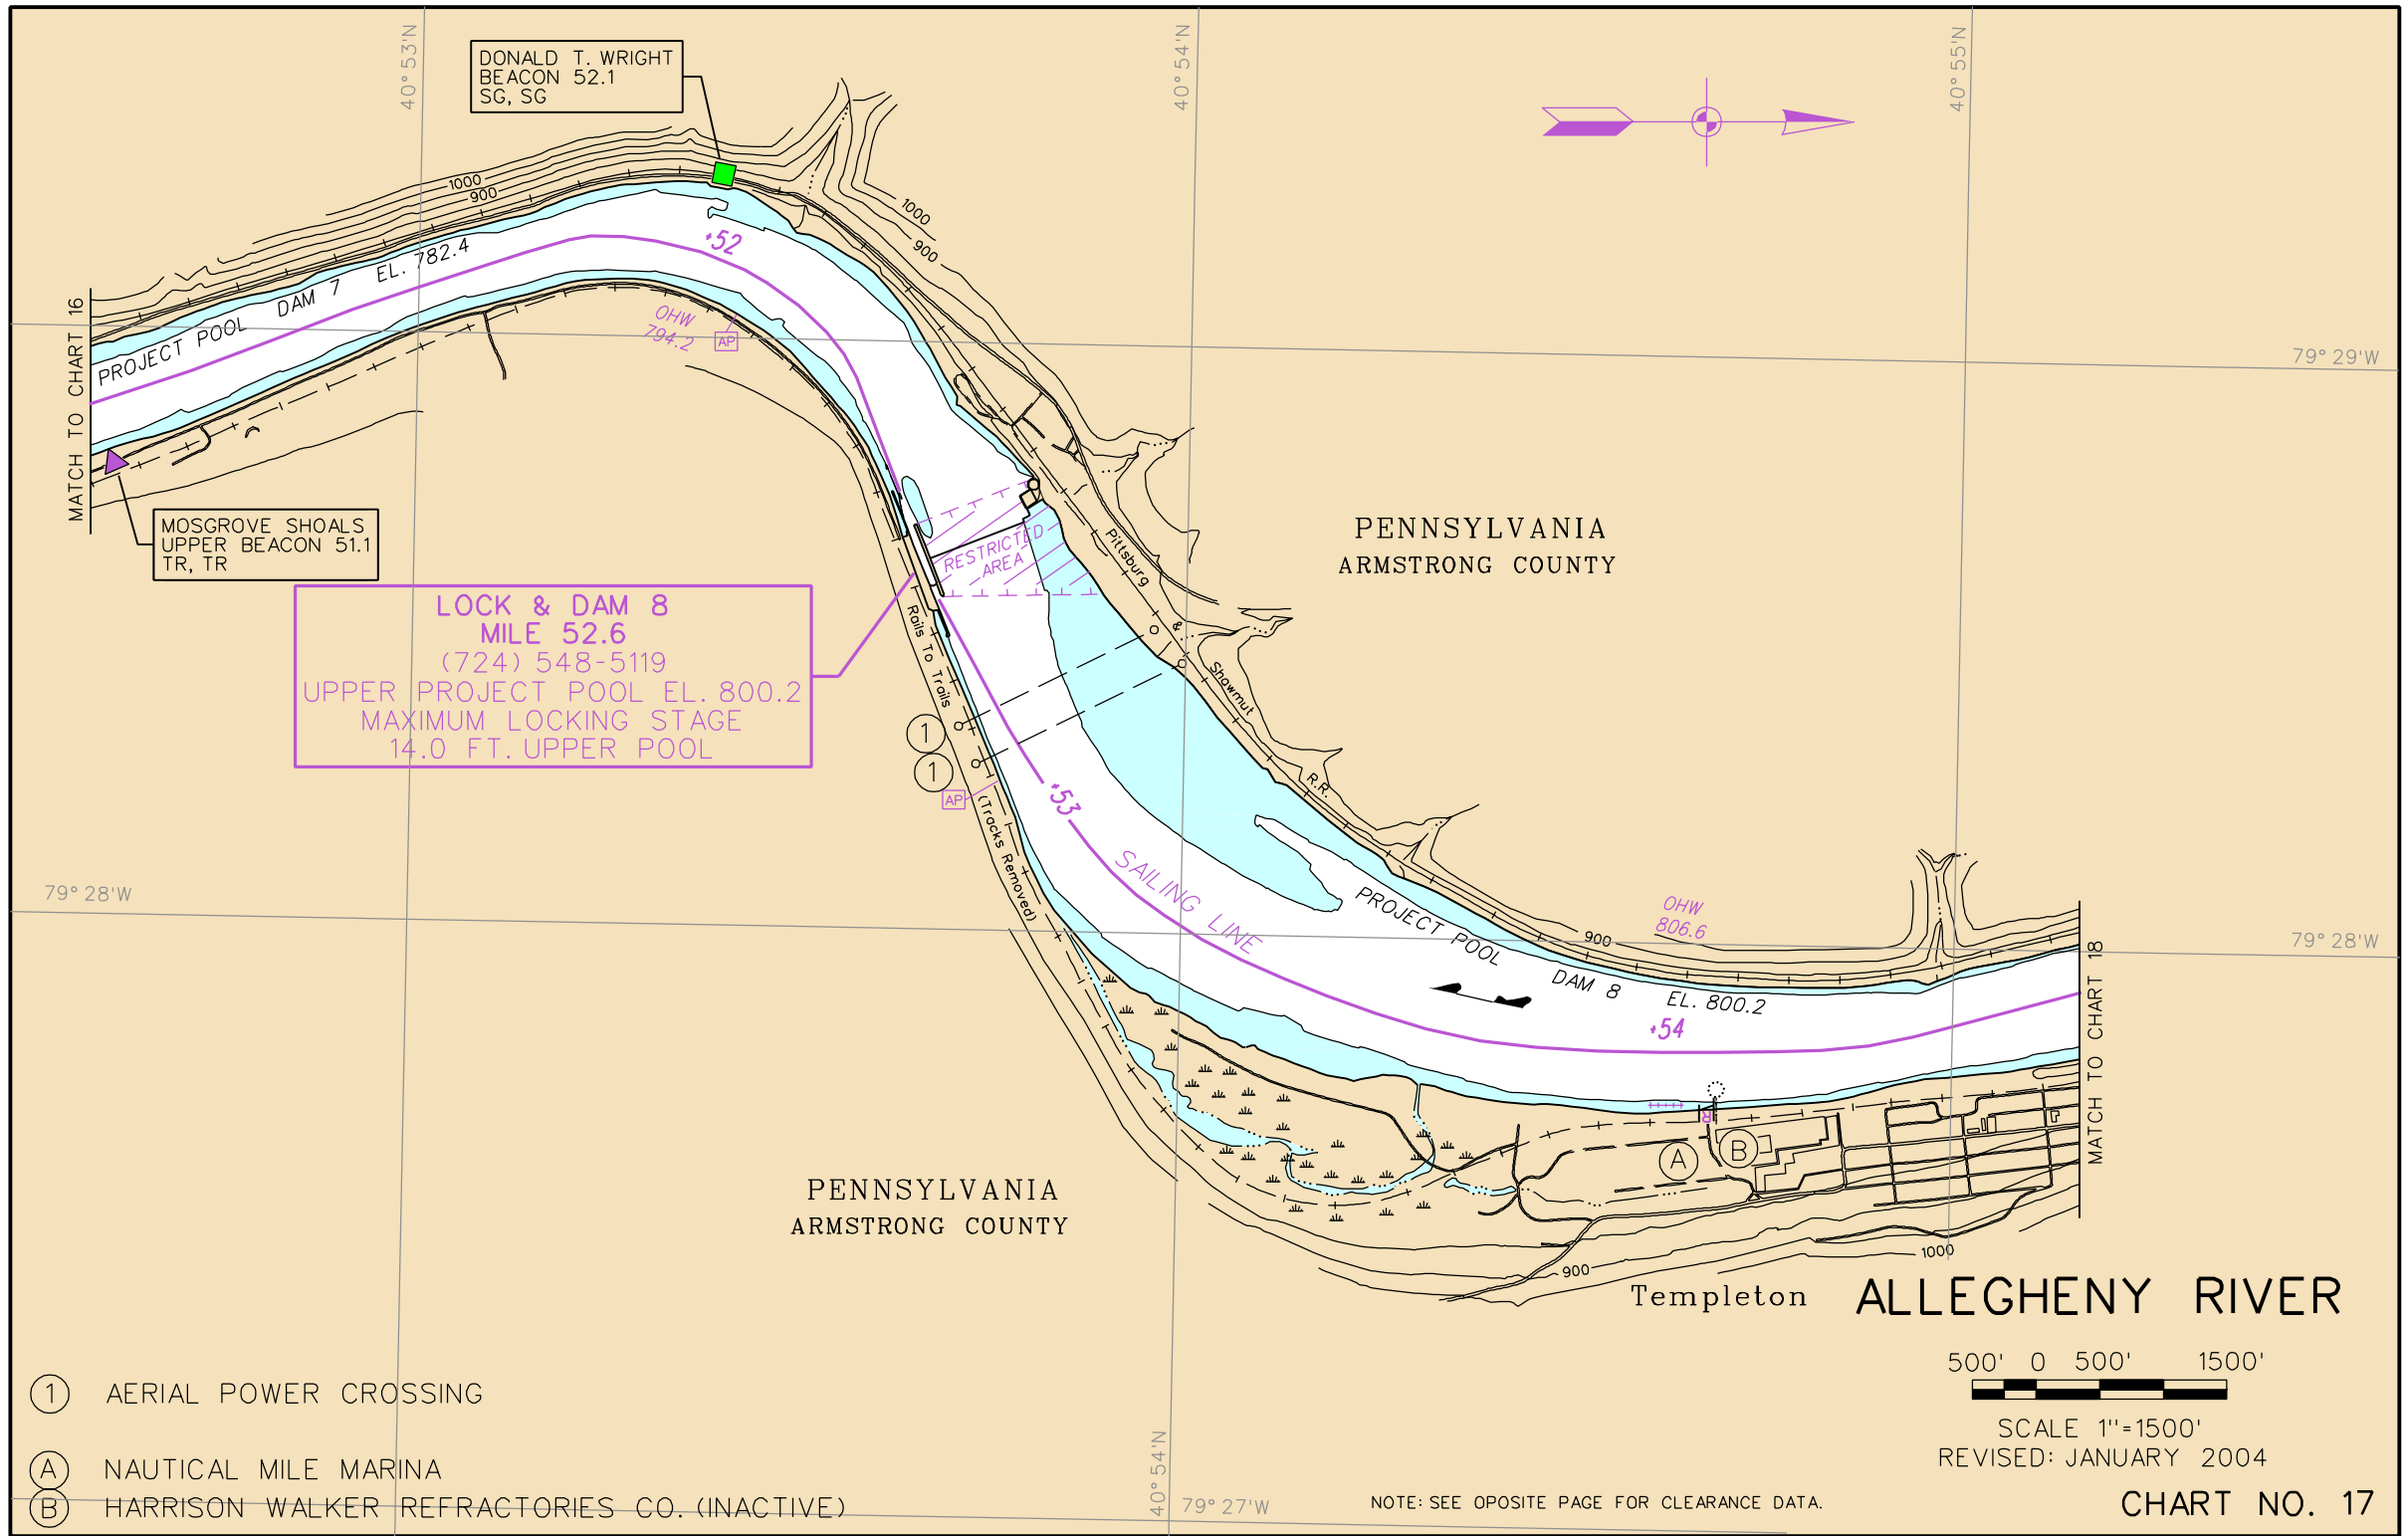 40° 53'N
40° 54'N
40° 55'N
DONALD T. WRIGHT
BEACON 52.1
SG, SG
1000
900
1000
900
+52
PROJECT POOL DAM 7 EL. 782.4
MATCH TO CHART 16
OHW
794.2
AP
79° 29'W
MOSGROVE SHOALS
UPPER BEACON 51.1
TR, TR
RESTRICTED
AREA
PENNSYLVANIA
ARMSTRONG COUNTY
LOCK & DAM 8
MILE 52.6
(724) 548-5119
UPPER PROJECT POOL EL. 800.2
MAXIMUM LOCKING STAGE
14.0 FT. UPPER POOL
Pittsburg & Shawmut R.R.
Rails To Trails
(Tracks Removed)
1
1
AP
+53
SAILING LINE
79° 28'W
PROJECT POOL DAM 8 EL. 800.2
OHW
806.6
900
79° 28'W
+54
MATCH TO CHART 18
R
A
B
PENNSYLVANIA
ARMSTRONG COUNTY
1000
900
Templeton
ALLEGHENY RIVER
500' 0 500' 1500'
SCALE 1"=1500'
REVISED: JANUARY 2004
1 AERIAL POWER CROSSING
A NAUTICAL MILE MARINA
B HARRISON WALKER REFRACTORIES CO. (INACTIVE)
40° 54'N
79° 27'W
NOTE: SEE OPOSITE PAGE FOR CLEARANCE DATA.
CHART NO. 17